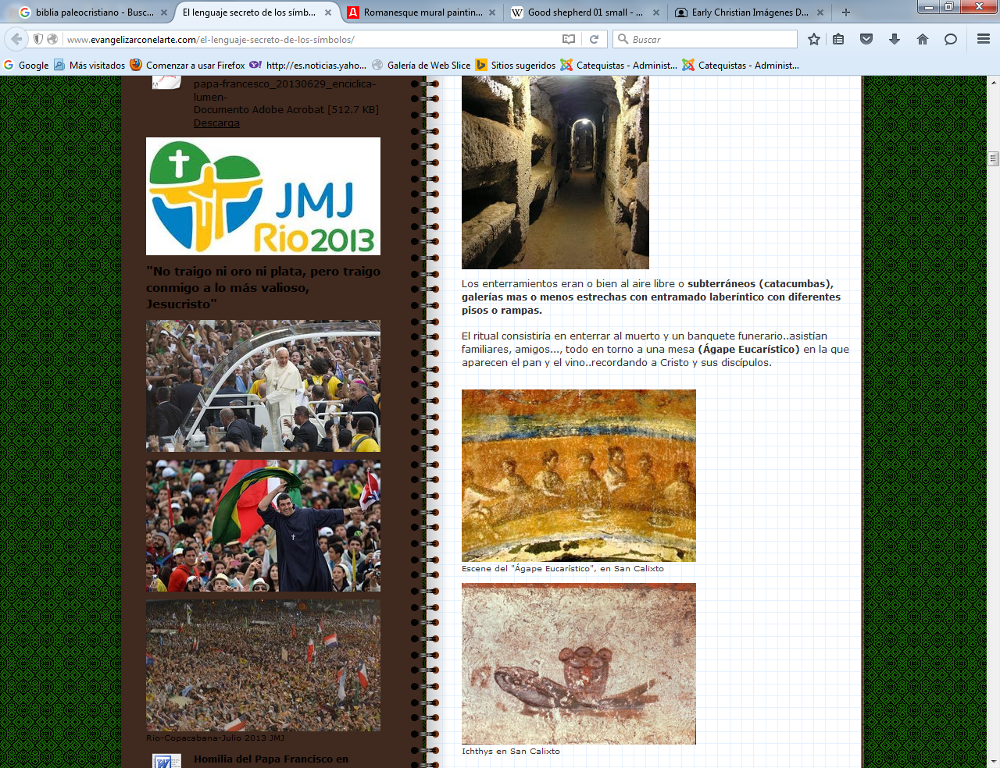 biblia paleocristiano - Busc...
El lenguaje secreto de los símb...
Romanesque mural paintin...
Good shepherd 01 small - ...
Early Christian Imágenes D...
www.evangelizarconelarte.com/el-lenguaje-secreto-de-los-símbolos/
Buscar
Google
Más visitados
Comenzar a usar Firefox
http://es.noticias.yaho...
Galería de Web Slice
Sitios sugeridos
Catequistas - Administ...
Catequistas - Administ...
papa-francesco_20130629_enciclica-
lumen-
Documento Adobe Acrobat [512.7 KB]
Descarga
JMJ
Rio2013
"No traigo ni oro ni plata, pero traigo
conmigo a lo más valioso,
Jesucristo"
Rio-Copacabana-Julio 2013 JMJ
Homilia del Papa Francisco en
Los enterramientos eran o bien al aire libre o subterráneos (catacumbas),
galerías mas o menos estrechas con entramado laberíntico con diferentes
pisos o rampas.
El ritual consistiría en enterrar al muerto y un banquete funerario..asistían
familiares, amigos..., todo en torno a una mesa (Ágape Eucarístico) en la que
aparecen el pan y el vino..recordando a Cristo y sus discípulos.
Escene del "Ágape Eucarístico", en San Calixto
Ichthys en San Calixto